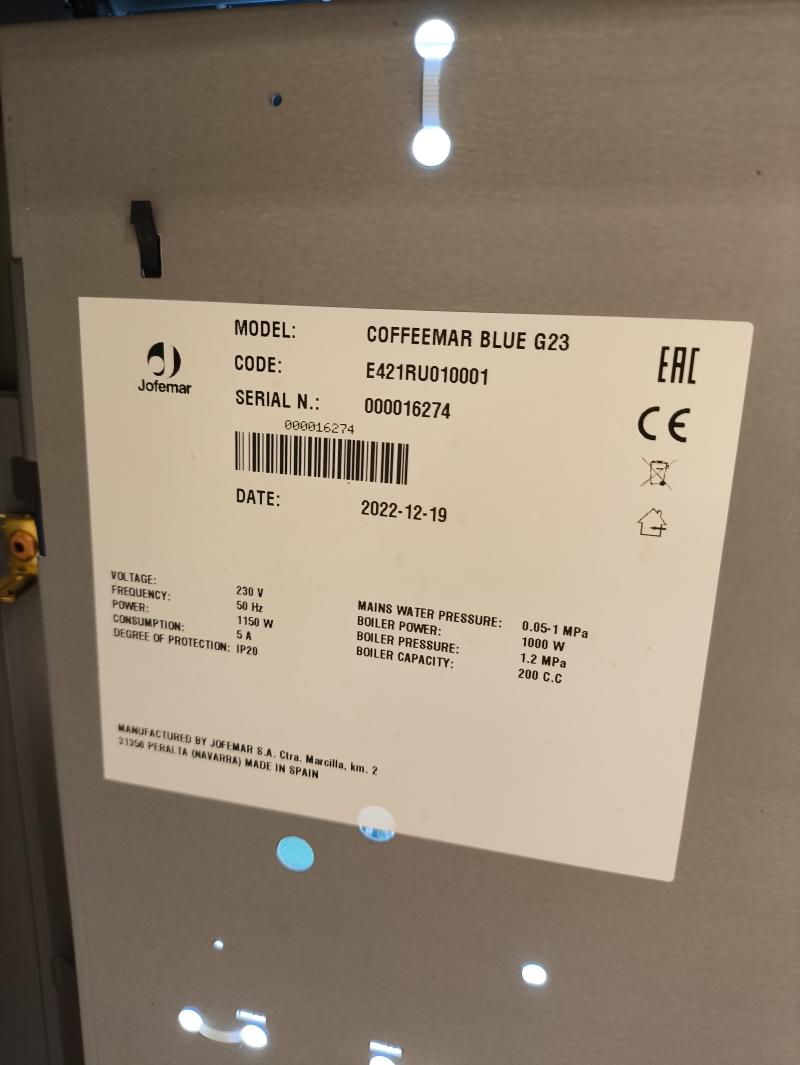 MODEL: COFFEEMAR BLUE G23
CODE: E421RU010001
SERIAL N.: 000016274
000016274
DATE: 2022-12-19
Jofemar
EAC
CE
VOLTAGE: 230 V
FREQUENCY: 50 Hz
POWER: 1150 W
CONSUMPTION: 5 A
DEGREE OF PROTECTION: IP20
MAINS WATER PRESSURE: 0.05-1 MPa
BOILER POWER: 1000 W
BOILER PRESSURE: 1.2 MPa
BOILER CAPACITY: 200 C.C
MANUFACTURED BY JOFEMAR S.A. Ctra. Marcilla, km. 2
31350 PERALTA (NAVARRA) MADE IN SPAIN